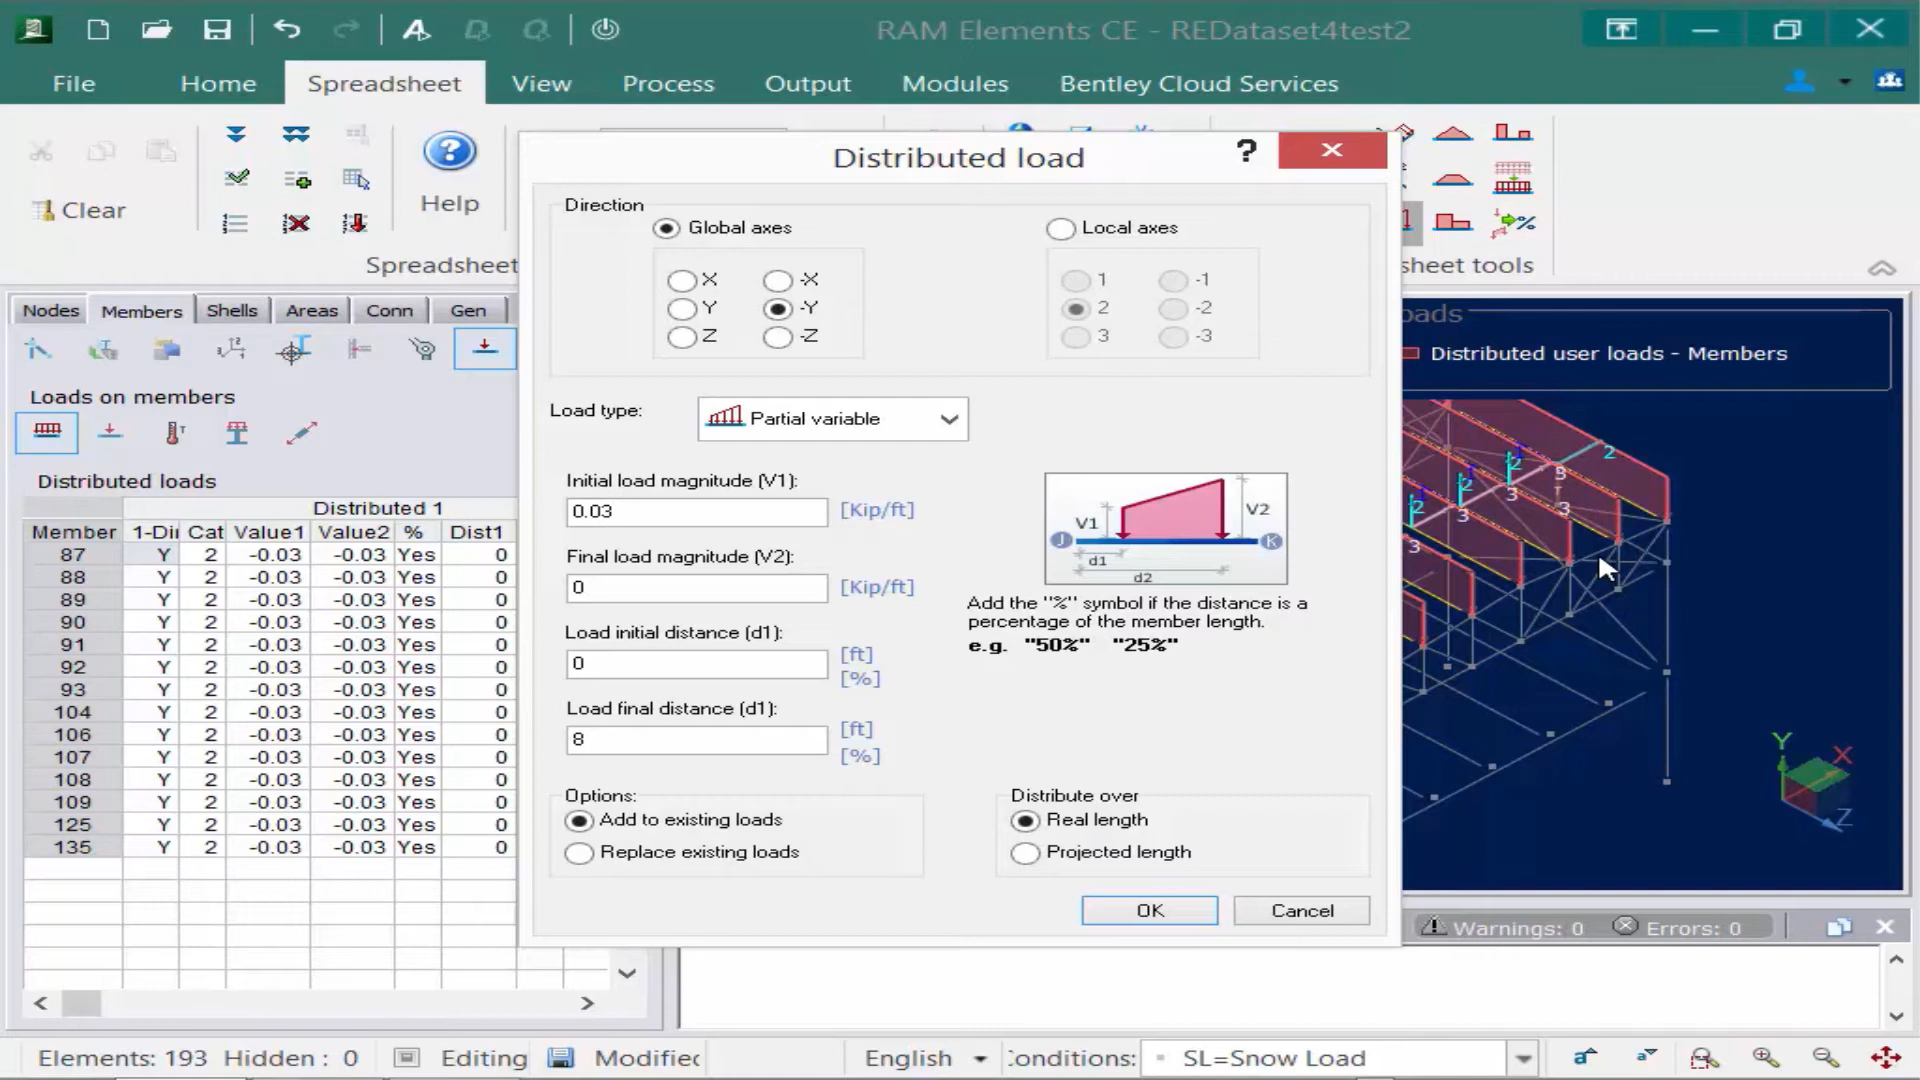 RAM Elements CE - REDataset4test2
File Home Spreadsheet View Process Output Modules Bentley Cloud Services
Clear
Help
Spreadsheet
sheet tools
Distributed load
?
Direction
Global axes
Local axes
X -X
Y -Y
Z -Z
1 -1
2 -2
3 -3
Load type:
Partial variable
Initial load magnitude (V1):
0.03 [Kip/ft]
Final load magnitude (V2):
0 [Kip/ft]
Load initial distance (d1):
0 [ft]
[%]
Load final distance (d1):
8 [ft]
[%]
V1 V2
J K
d1
d2
Add the "%" symbol if the distance is a
percentage of the member length.
e.g. "50%" "25%"
Options:
Add to existing loads
Replace existing loads
Distribute over
Real length
Projected length
OK Cancel
Nodes Members Shells Areas Conn Gen
Loads on members
Distributed loads
Distributed 1
Member 1-Di Cat Value1 Value2 % Dist1
87 Y 2 -0.03 -0.03 Yes 0
88 Y 2 -0.03 -0.03 Yes 0
89 Y 2 -0.03 -0.03 Yes 0
90 Y 2 -0.03 -0.03 Yes 0
91 Y 2 -0.03 -0.03 Yes 0
92 Y 2 -0.03 -0.03 Yes 0
93 Y 2 -0.03 -0.03 Yes 0
104 Y 2 -0.03 -0.03 Yes 0
106 Y 2 -0.03 -0.03 Yes 0
107 Y 2 -0.03 -0.03 Yes 0
108 Y 2 -0.03 -0.03 Yes 0
109 Y 2 -0.03 -0.03 Yes 0
125 Y 2 -0.03 -0.03 Yes 0
135 Y 2 -0.03 -0.03 Yes 0
oads
Distributed user loads - Members
Y X Z
Warnings: 0 Errors: 0
Elements: 193 Hidden : 0 Editing Modified English Conditions: SL=Snow Load